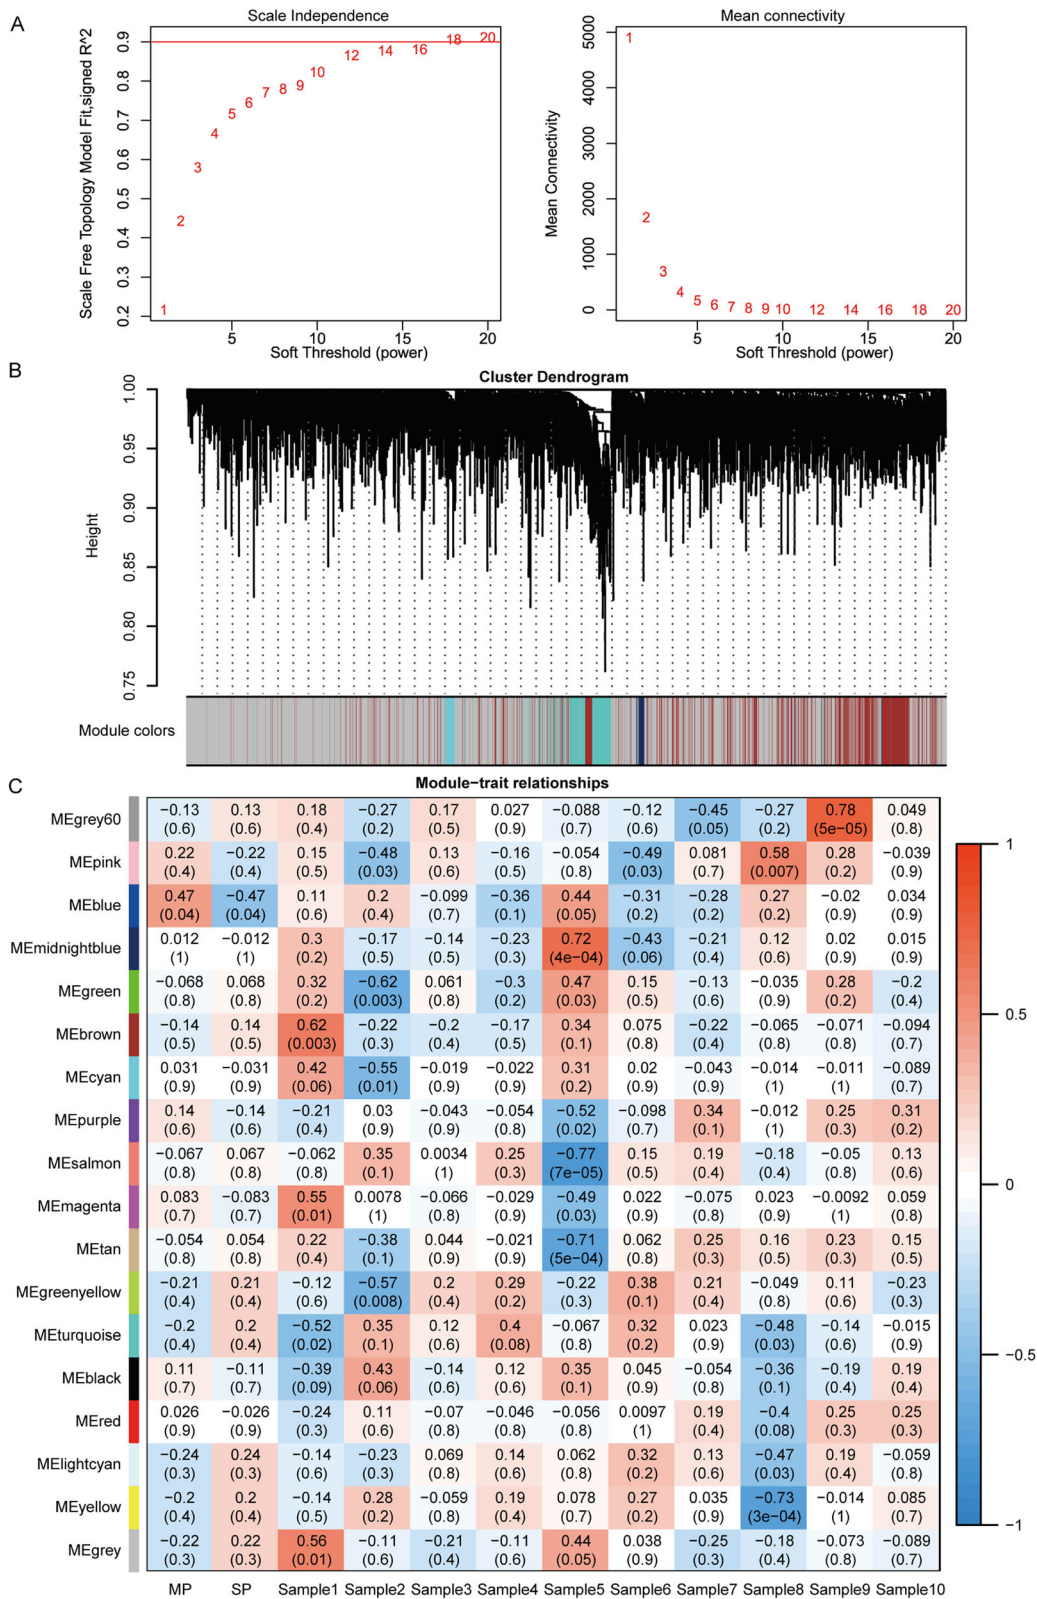 A
Scale Independence
Scale Free Topology Model Fit,signed R^2
0.9
0.8
0.7
0.6
0.5
0.4
0.3
0.2
1
2
3
4
5
6
7
8
9
10
12
14
16
18
20
5 10 15 20
Soft Threshold (power)
Mean connectivity
Mean Connectivity
5000
4000
3000
2000
1000
0
1
2
3
4
5
6
7
8
9
10
12
14
16
18
20
5 10 15 20
Soft Threshold (power)
B
Cluster Dendrogram
Height
1.00
0.95
0.90
0.85
0.80
0.75
Module colors
C
Module−trait relationships
MEgrey60 −0.13 0.13 0.18 −0.27 0.17 0.027 −0.088 −0.12 −0.45 −0.27 0.78 0.049
(0.6) (0.6) (0.4) (0.2) (0.5) (0.9) (0.7) (0.6) (0.05) (0.2) (5e−05) (0.8)
MEpink 0.22 −0.22 0.15 −0.48 0.13 −0.16 −0.054 −0.49 0.081 0.58 0.28 −0.039
(0.4) (0.4) (0.5) (0.03) (0.6) (0.5) (0.8) (0.03) (0.7) (0.007) (0.2) (0.9)
MEblue 0.47 −0.47 0.11 0.2 −0.099 −0.36 0.44 −0.31 −0.28 0.27 −0.02 0.034
(0.04) (0.04) (0.6) (0.4) (0.7) (0.1) (0.05) (0.2) (0.2) (0.2) (0.9) (0.9)
MEmidnightblue 0.012 −0.012 0.3 −0.17 −0.14 −0.23 0.72 −0.43 −0.21 0.12 0.02 0.015
(1) (1) (0.2) (0.5) (0.5) (0.3) (4e−04) (0.06) (0.4) (0.6) (0.9) (0.9)
MEgreen −0.068 0.068 0.32 −0.62 0.061 −0.3 0.47 0.15 −0.13 −0.035 0.28 −0.2
(0.8) (0.8) (0.2) (0.003) (0.8) (0.2) (0.03) (0.5) (0.6) (0.9) (0.2) (0.4)
MEbrown −0.14 0.14 0.62 −0.22 −0.2 −0.17 0.34 0.075 −0.22 −0.065 −0.071 −0.094
(0.5) (0.5) (0.003) (0.3) (0.4) (0.5) (0.1) (0.8) (0.4) (0.8) (0.8) (0.7)
MEcyan 0.031 −0.031 0.42 −0.55 −0.019 −0.022 0.31 0.02 −0.043 −0.014 −0.011 −0.089
(0.9) (0.9) (0.06) (0.01) (0.9) (0.9) (0.2) (0.9) (0.9) (1) (1) (0.7)
MEpurple 0.14 −0.14 −0.21 0.03 −0.043 −0.054 −0.52 −0.098 0.34 −0.012 0.25 0.31
(0.6) (0.6) (0.4) (0.9) (0.9) (0.8) (0.02) (0.7) (0.1) (1) (0.3) (0.2)
MEsalmon −0.067 0.067 −0.062 0.35 0.0034 0.25 −0.77 0.15 0.19 −0.18 −0.05 0.13
(0.8) (0.8) (0.8) (0.1) (1) (0.3) (7e−05) (0.5) (0.4) (0.4) (0.8) (0.6)
MEmagenta 0.083 −0.083 0.55 0.0078 −0.066 −0.029 −0.49 0.022 −0.075 0.023 −0.0092 0.059
(0.7) (0.7) (0.01) (1) (0.8) (0.9) (0.03) (0.9) (0.8) (0.9) (1) (0.8)
MEtan −0.054 0.054 0.22 −0.38 0.044 −0.021 −0.71 0.062 0.25 0.16 0.23 0.15
(0.8) (0.8) (0.4) (0.1) (0.9) (0.9) (5e−04) (0.8) (0.3) (0.5) (0.3) (0.5)
MEgreenyellow −0.21 0.21 −0.12 −0.57 0.2 0.29 −0.22 0.38 0.21 −0.049 0.11 −0.23
(0.4) (0.4) (0.6) (0.008) (0.4) (0.2) (0.3) (0.1) (0.4) (0.8) (0.6) (0.3)
MEturquoise −0.2 0.2 −0.52 0.35 0.12 0.4 −0.067 0.32 0.023 −0.48 −0.14 −0.015
(0.4) (0.4) (0.02) (0.1) (0.6) (0.08) (0.8) (0.2) (0.9) (0.03) (0.6) (0.9)
MEblack 0.11 −0.11 −0.39 0.43 −0.14 0.12 0.35 0.045 −0.054 −0.36 −0.19 0.19
(0.7) (0.7) (0.09) (0.06) (0.6) (0.6) (0.1) (0.9) (0.8) (0.1) (0.4) (0.4)
MEred 0.026 −0.026 −0.24 0.11 −0.07 −0.046 −0.056 0.0097 0.19 −0.4 0.25 0.25
(0.9) (0.9) (0.3) (0.6) (0.8) (0.8) (0.8) (1) (0.4) (0.08) (0.3) (0.3)
MElightcyan −0.24 0.24 −0.14 −0.23 0.069 0.14 0.062 0.32 0.13 −0.47 0.19 −0.059
(0.3) (0.3) (0.6) (0.3) (0.8) (0.6) (0.8) (0.2) (0.6) (0.03) (0.4) (0.8)
MEyellow −0.2 0.2 −0.14 0.28 −0.059 0.19 0.078 0.27 0.035 −0.73 −0.014 0.085
(0.4) (0.4) (0.5) (0.2) (0.8) (0.4) (0.7) (0.2) (0.9) (3e−04) (1) (0.7)
MEgrey −0.22 0.22 0.56 −0.11 −0.21 −0.11 0.44 0.038 −0.25 −0.18 −0.073 −0.089
(0.3) (0.3) (0.01) (0.6) (0.4) (0.6) (0.05) (0.9) (0.3) (0.4) (0.8) (0.7)
MP SP Sample1 Sample2 Sample3 Sample4 Sample5 Sample6 Sample7 Sample8 Sample9 Sample10
1
0.5
0
−0.5
−1